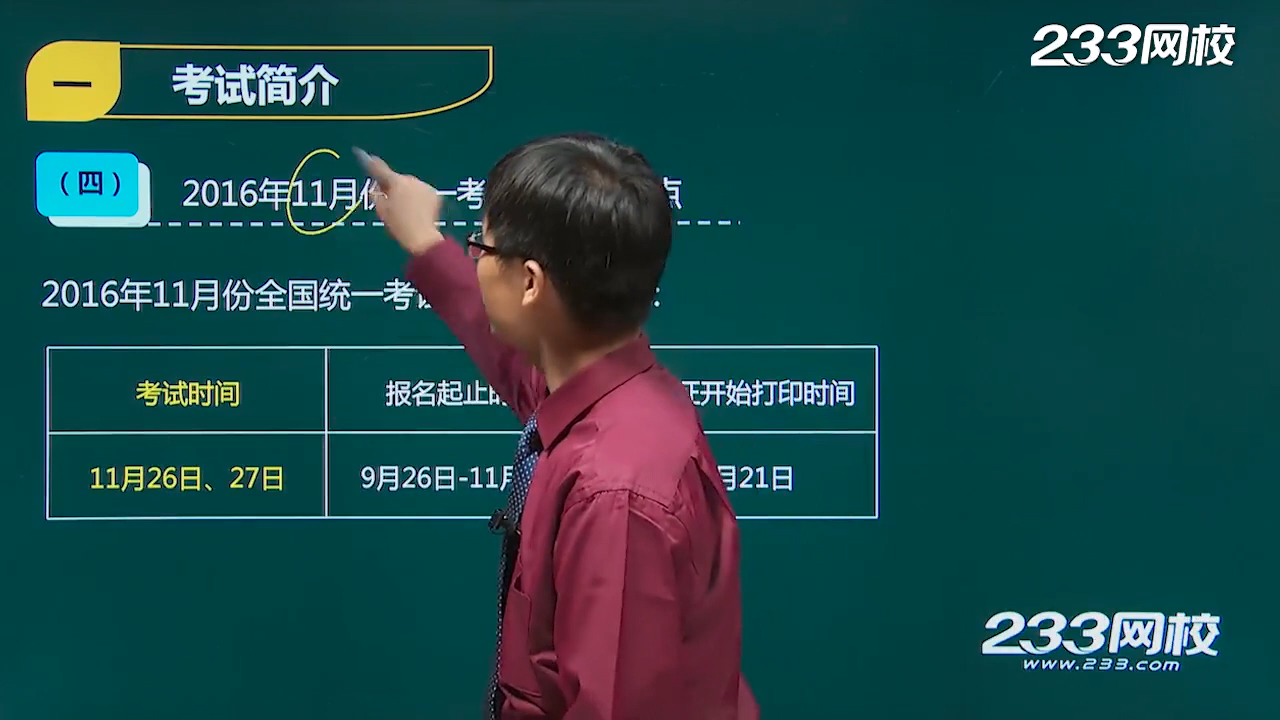 233网校
一 考试简介
（四） 2016年11月份 一考 点
2016年11月份全国统一考 ：
考试时间 报名起止 证开始打印时间
11月26日、27日 9月26日-11月 月21日
233网校
www.233.com